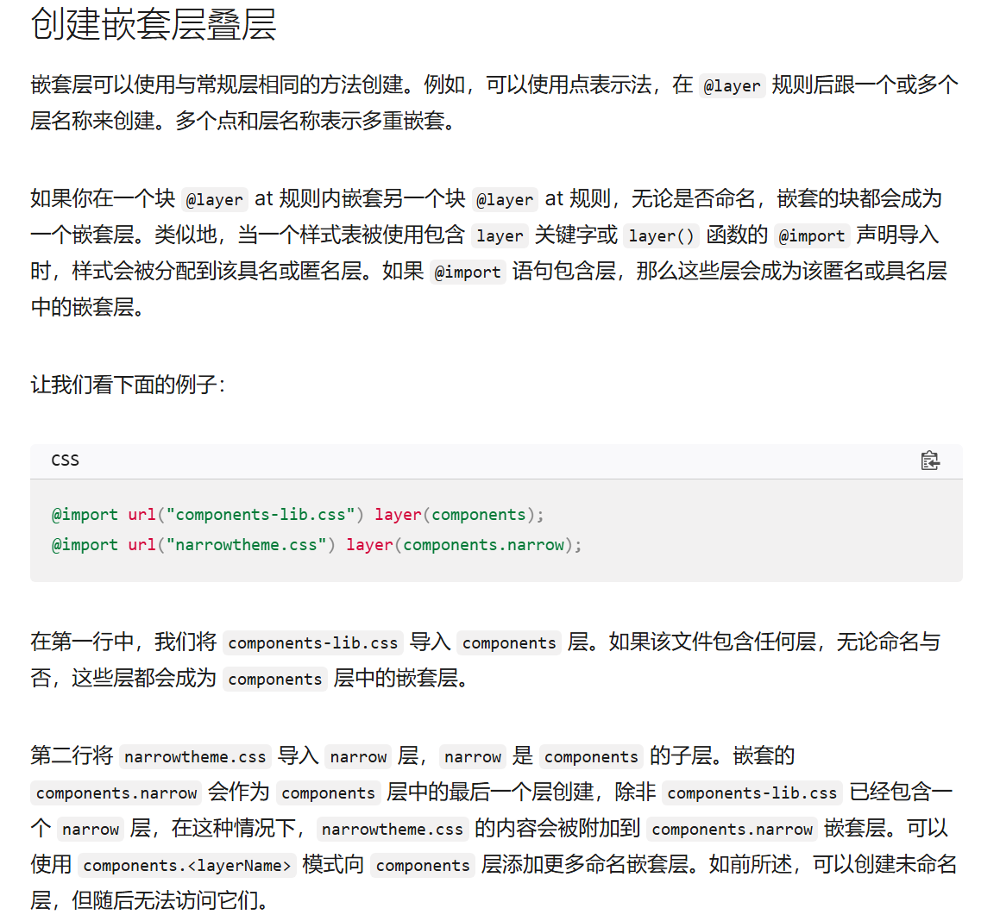 创建嵌套层叠层
嵌套层可以使用与常规层相同的方法创建。例如，可以使用点表示法，在 @layer 规则后跟一个或多个
层名称来创建。多个点和层名称表示多重嵌套。
如果你在一个块 @layer at 规则内嵌套另一个块 @layer at 规则，无论是否命名，嵌套的块都会成为
一个嵌套层。类似地，当一个样式表被使用包含 layer 关键字或 layer() 函数的 @import 声明导入
时，样式会被分配到该具名或匿名层。如果 @import 语句包含层，那么这些层会成为该匿名或具名层
中的嵌套层。
让我们看下面的例子：
CSS
@import url("components-lib.css") layer(components);
@import url("narrowtheme.css") layer(components.narrow);
在第一行中，我们将 components-lib.css 导入 components 层。如果该文件包含任何层，无论命名与
否，这些层都会成为 components 层中的嵌套层。
第二行将 narrowtheme.css 导入 narrow 层，narrow 是 components 的子层。嵌套的
components.narrow 会作为 components 层中的最后一个层创建，除非 components-lib.css 已经包含一
个 narrow 层，在这种情况下，narrowtheme.css 的内容会被附加到 components.narrow 嵌套层。可以
使用 components.<layerName> 模式向 components 层添加更多命名嵌套层。如前所述，可以创建未命名
层，但随后无法访问它们。